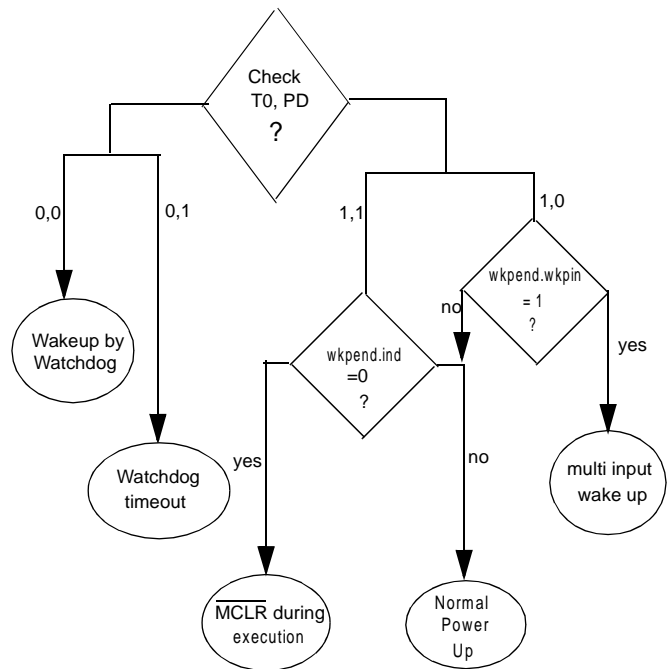 Check
T0, PD
?
0,0
0,1
1,1
1,0
wkpend.wkpin
= 1
?
no
yes
Wakeup by
Watchdog
wkpend.ind
=0
?
yes
no
Watchdog
timeout
multi input
wake up
MCLR during
execution
Normal
Power
Up